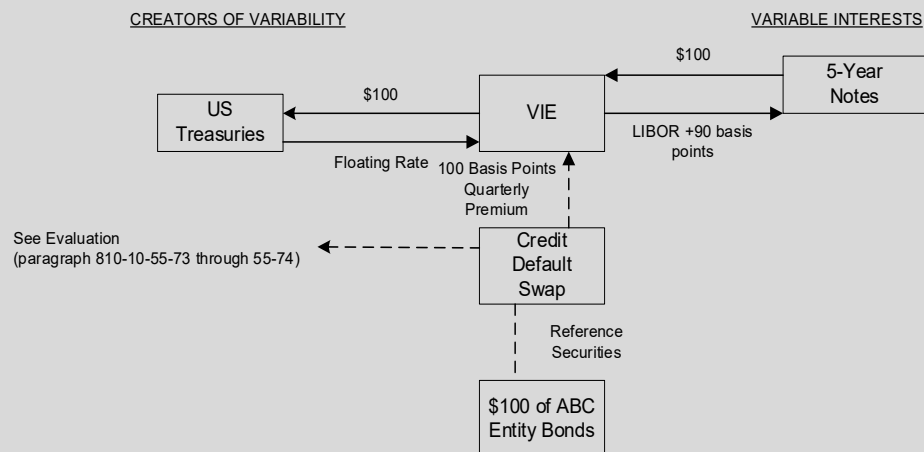 CREATORS OF VARIABILITY
VARIABLE INTERESTS
$100
5-Year
Notes
US
Treasuries
$100
VIE
LIBOR +90 basis
points
Floating Rate
100 Basis Points
Quarterly
Premium
See Evaluation
(paragraph 810-10-55-73 through 55-74)
Credit
Default
Swap
Reference
Securities
$100 of ABC
Entity Bonds